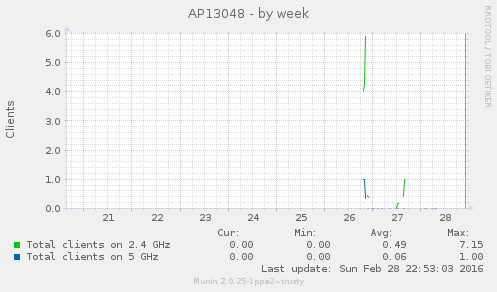 AP13048 - by week
RRDTOOL / TOBI OETIKER
Clients
6.0
5.0
4.0
3.0
2.0
1.0
0.0
21 22 23 24 25 26 27 28
Cur: Min: Avg: Max:
Total clients on 2.4 GHz 0.00 0.00 0.49 7.15
Total clients on 5 GHz 0.00 0.00 0.06 1.00
Last update: Sun Feb 28 22:53:03 2016
Munin 2.0.25-1ppa2~trusty